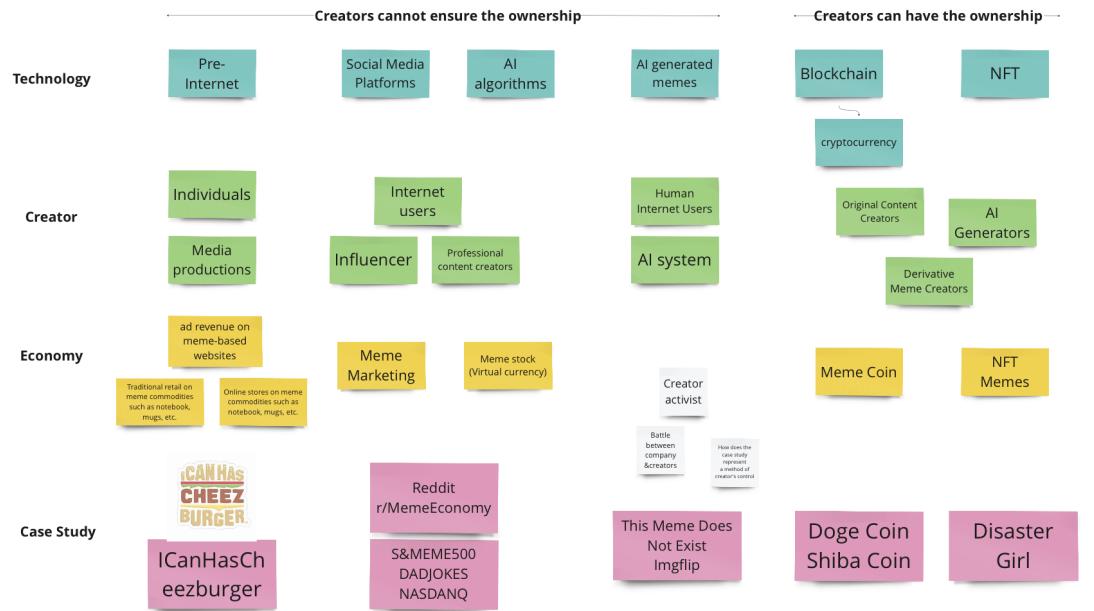 Creators cannot ensure the ownership
Creators can have the ownership
Technology
Pre-
Internet
Social Media
Platforms
AI
algorithms
AI generated
memes
Blockchain
NFT
cryptocurrency
Creator
Individuals
Internet
users
Human
Internet Users
Original Content
Creators
AI
Generators
Media
productions
Influencer
Professional
content creators
AI system
Derivative
Meme Creators
Economy
ad revenue on
meme-based
websites
Traditional retail on
meme commodities
such as notebook,
mugs, etc.
Online stores on meme
commodities such as
notebook, mugs, etc.
Meme
Marketing
Meme stock
(Virtual currency)
Meme Coin
NFT
Memes
Creator
activist
Battle
between
company
&creators
How does the
case study
represent
a method of
creator's control
Case Study
I CAN HAS
CHEEZ
BURGER
ICanHasCh
eezburger
Reddit
r/MemeEconomy
S&MEME500
DADJOKES
NASDANQ
This Meme Does
Not Exist
Imgflip
Doge Coin
Shiba Coin
Disaster
Girl